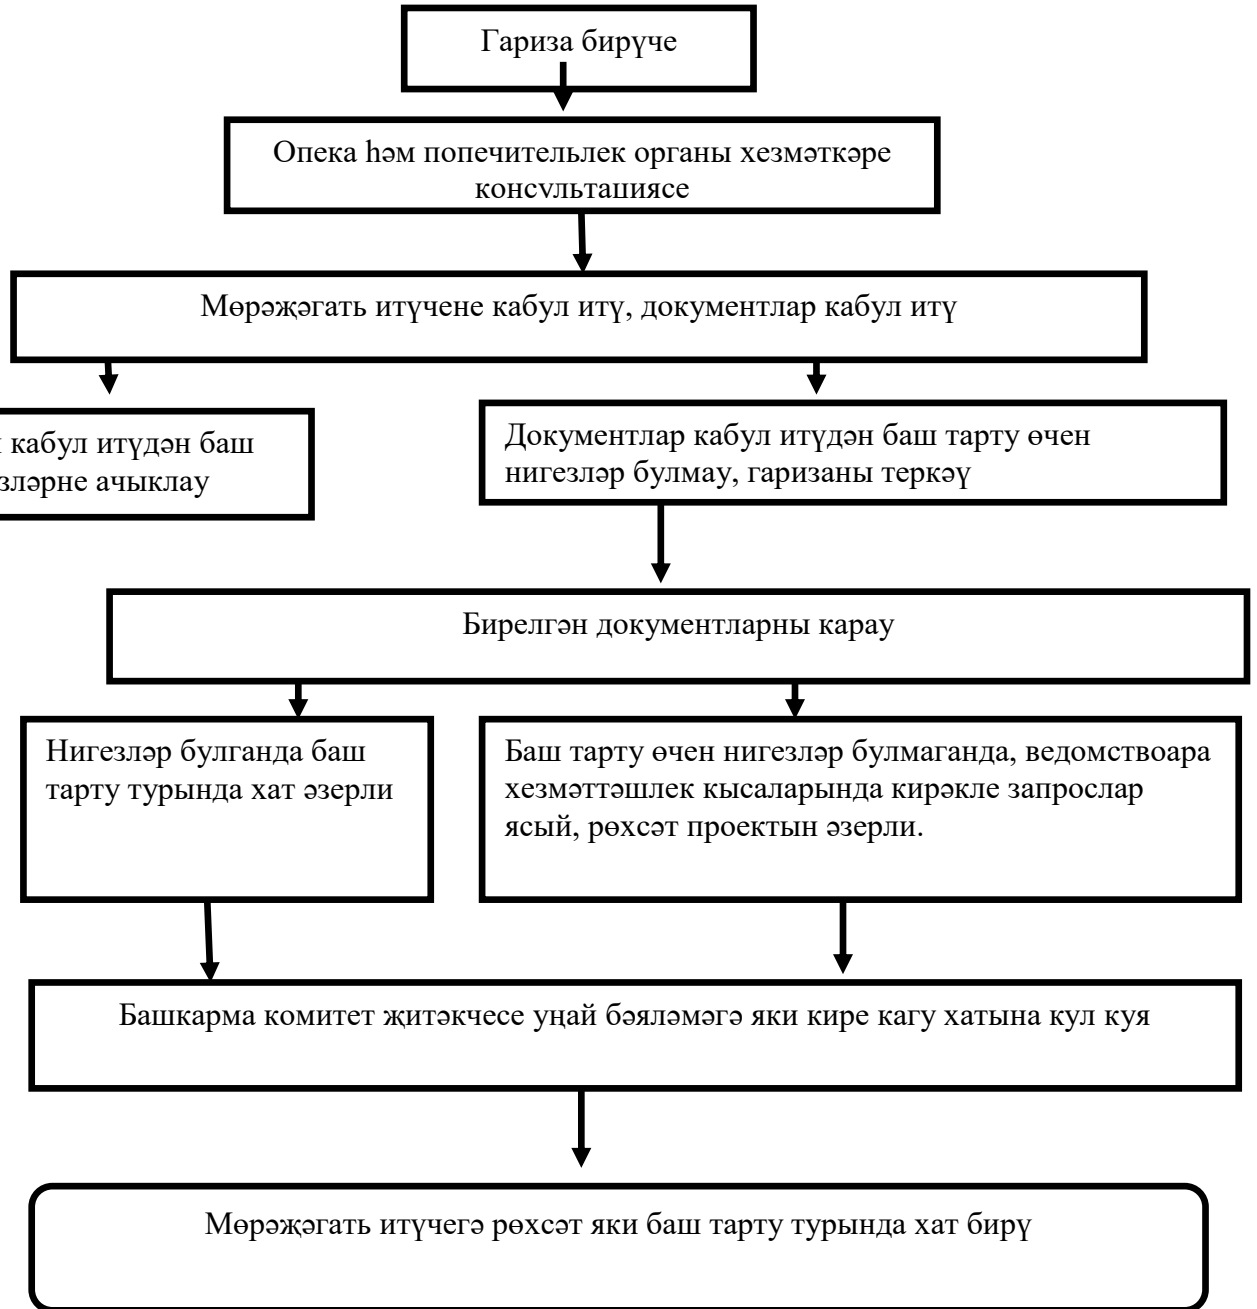 Гариза бирүче
Опека һәм попечительлек органы хезмәткәре
консультациясе
Мөрәҗәгать итүчене кабул итү, документлар кабул итү
кабул итүдән баш
ачыклау
Документлар кабул итүдән баш тарту өчен
нигезләр булмау, гаризаны теркәү
Бирелгән документларны карау
Нигезләр булганда баш
тарту турында хат әзерли
Баш тарту өчен нигезләр булмаганда, ведомствоара
хезмәттәшлек кысаларында кирәкле запрослар
ясый, рөхсәт проектын әзерли.
Башкарма комитет җитәкчесе уңай бәяләмәгә яки кире кагу хатына кул куя
Мөрәҗәгать итүчегә рөхсәт яки баш тарту турында хат бирү